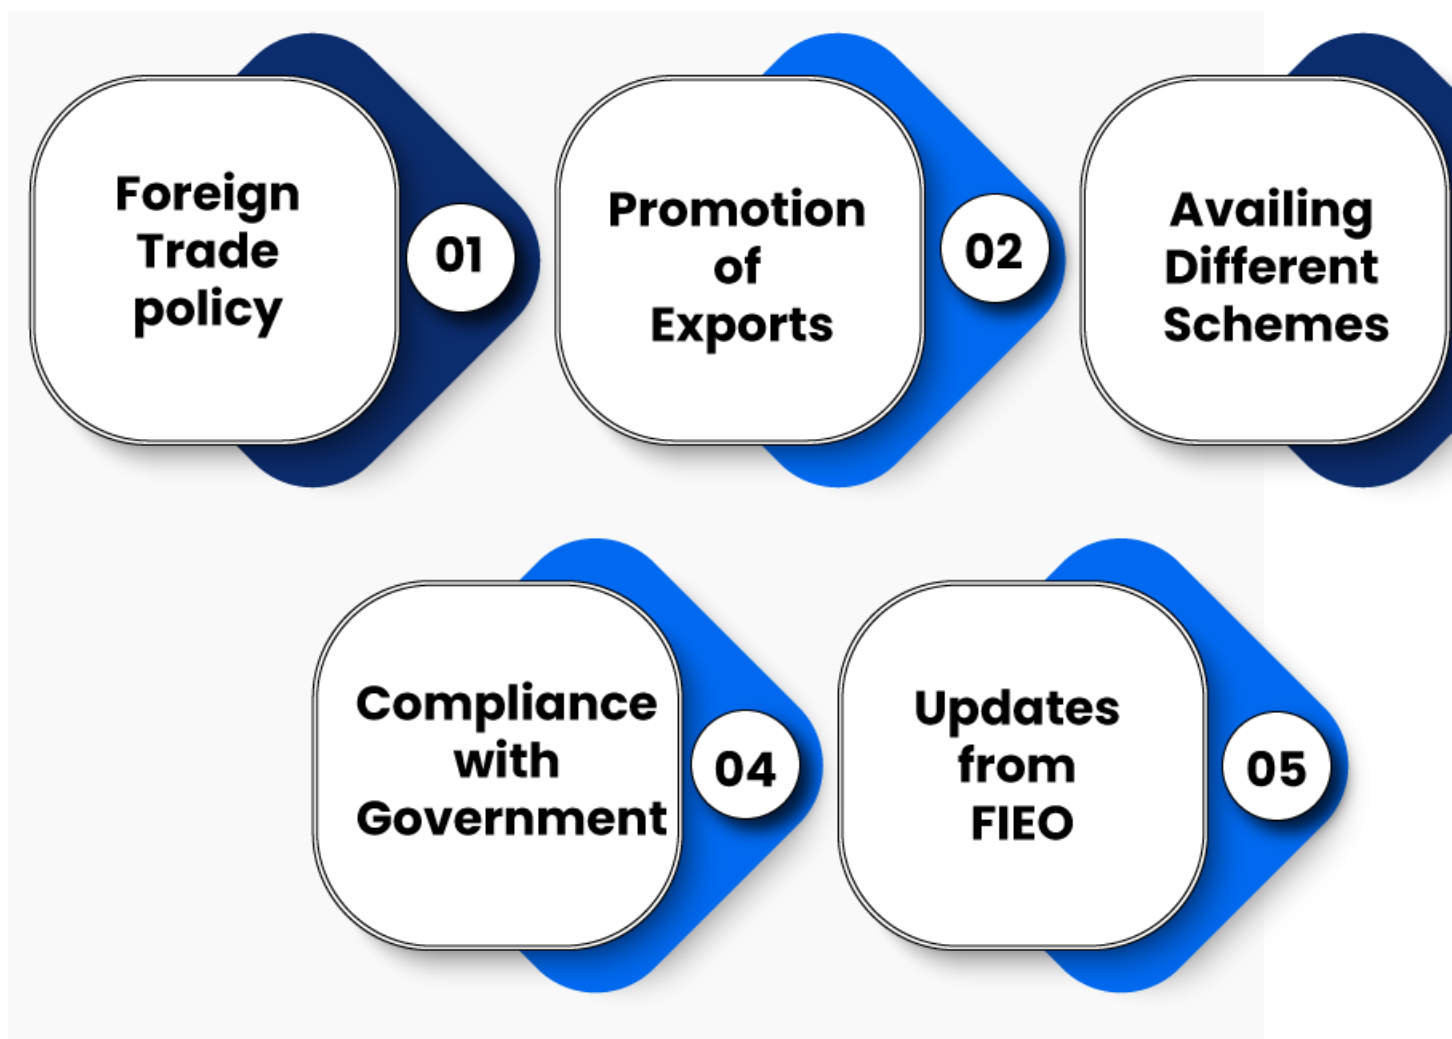 Foreign
Trade
policy
01
Promotion
of
Exports
02
Availing
Different
Schemes
Compliance
with
Government
04
Updates
from
FIEO
05